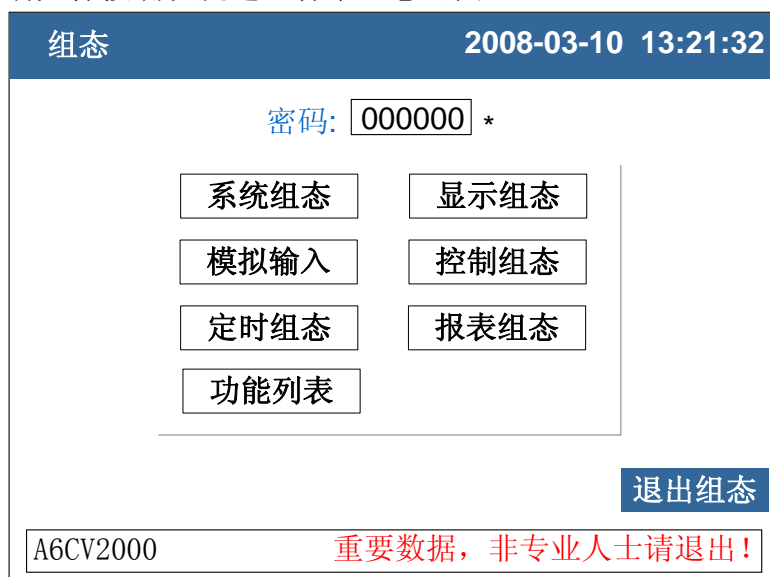 组态 2008-03-10 13:21:32
密码: 000000 *
系统组态 显示组态
模拟输入 控制组态
定时组态 报表组态
功能列表
退出组态
A6CV2000 重要数据，非专业人士请退出！